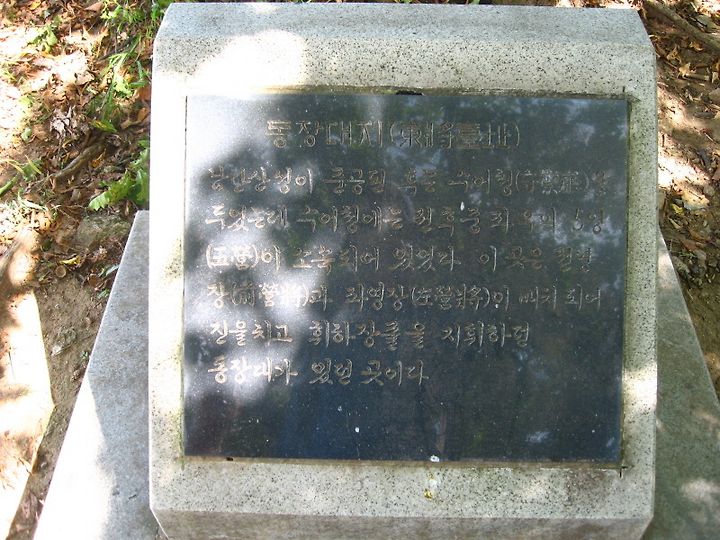 동장대지(東將臺址)
남한산성이 준공된 후등 수어청(守禦廳)을
두었는데 수어청에는 전후중좌우의 5영
(五營)이 소속되어 있었다 이 곳은 전영
장(前營將)과 좌영장(左營將)이 배치되어
진을치고 휘하장졸을 지휘하던
동장대가 있던 곳이다